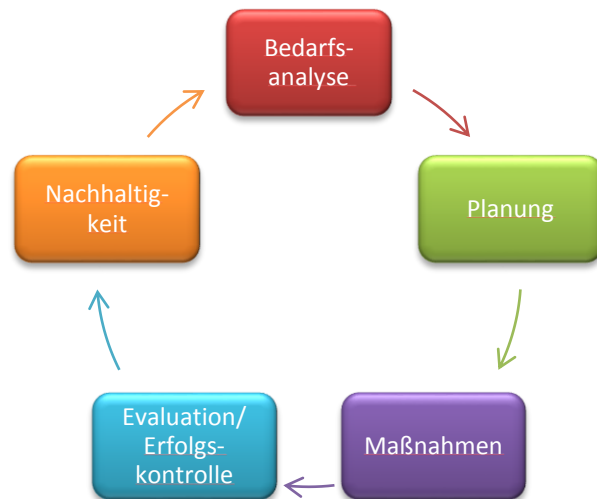 Bedarfs-
analyse
Planung
Maßnahmen
Evaluation/
Erfolgs-
kontrolle
Nachhaltig-
keit